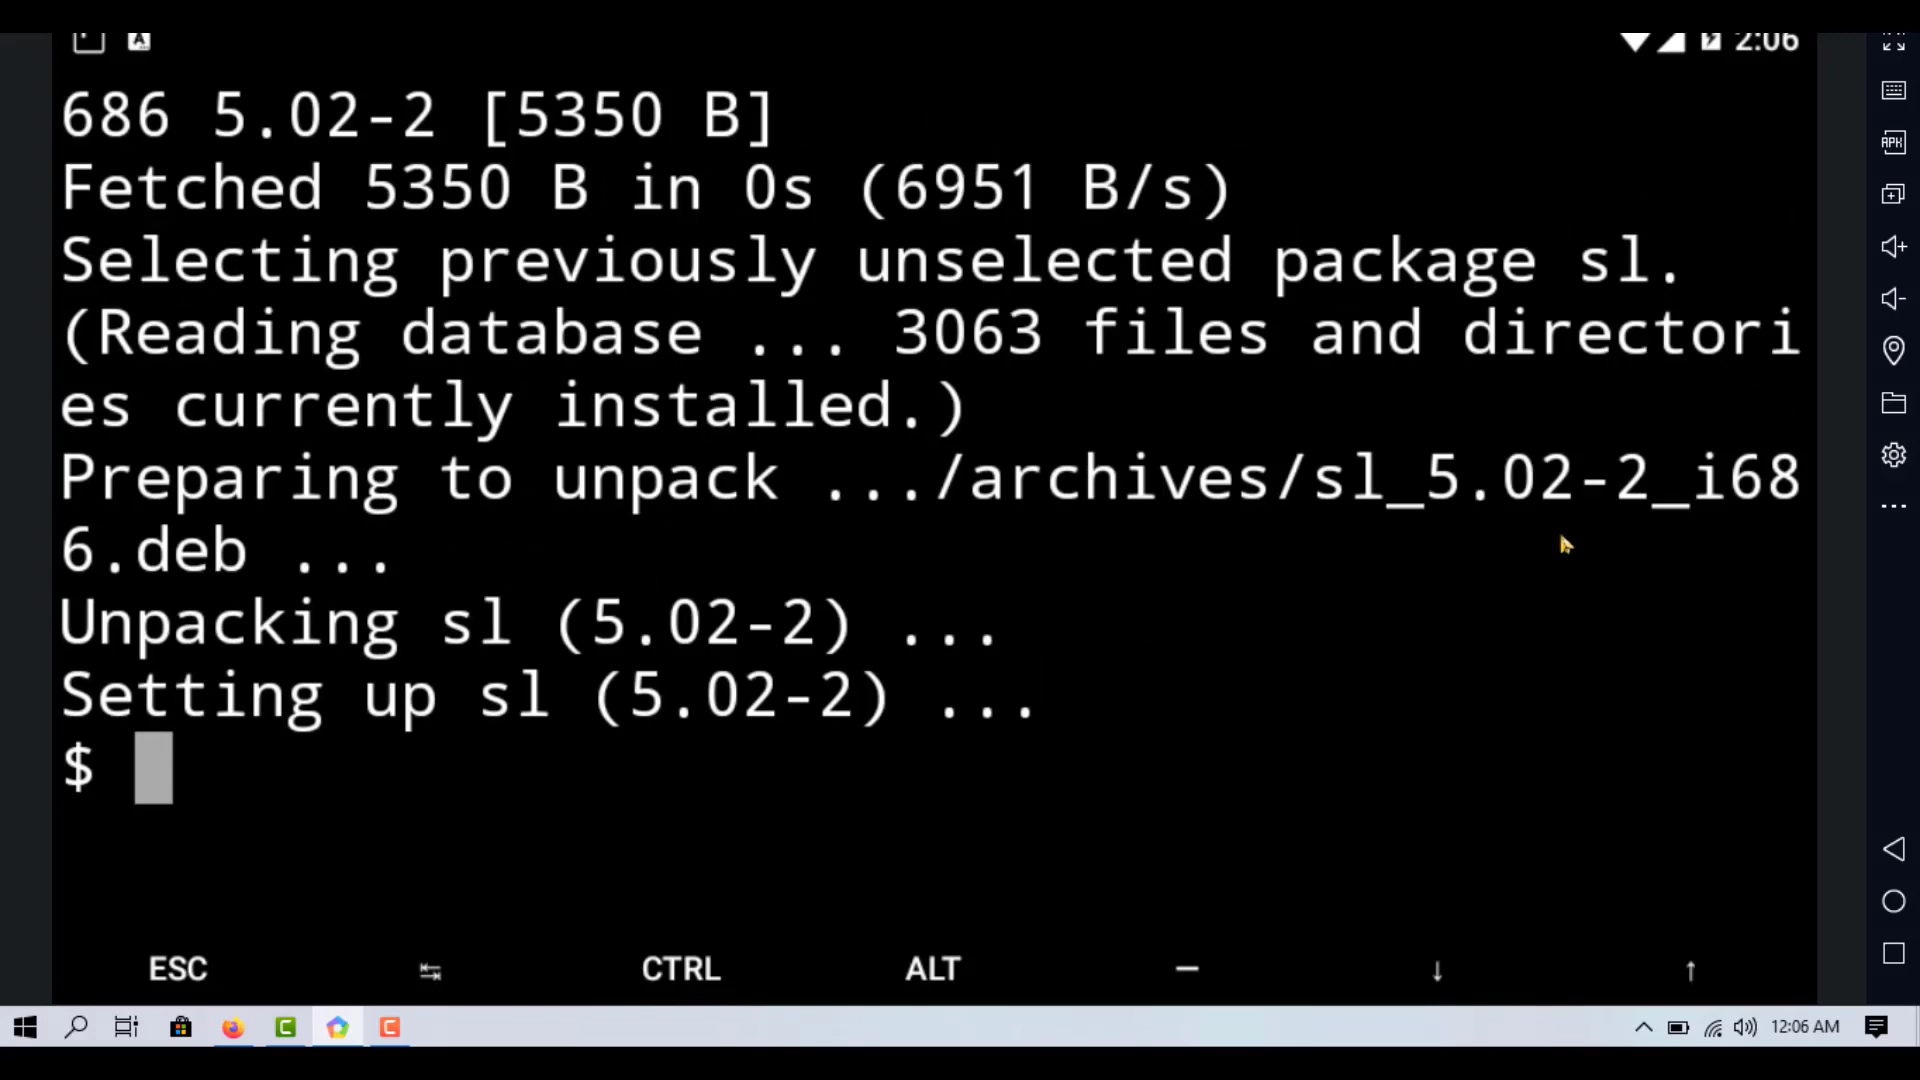 2:06
686 5.02-2 [5350 B]
Fetched 5350 B in 0s (6951 B/s)
Selecting previously unselected package sl.
(Reading database ... 3063 files and directori
es currently installed.)
Preparing to unpack .../archives/sl_5.02-2_i68
6.deb ...
Unpacking sl (5.02-2) ...
Setting up sl (5.02-2) ...
$
ESC CTRL ALT —
APK
12:06 AM